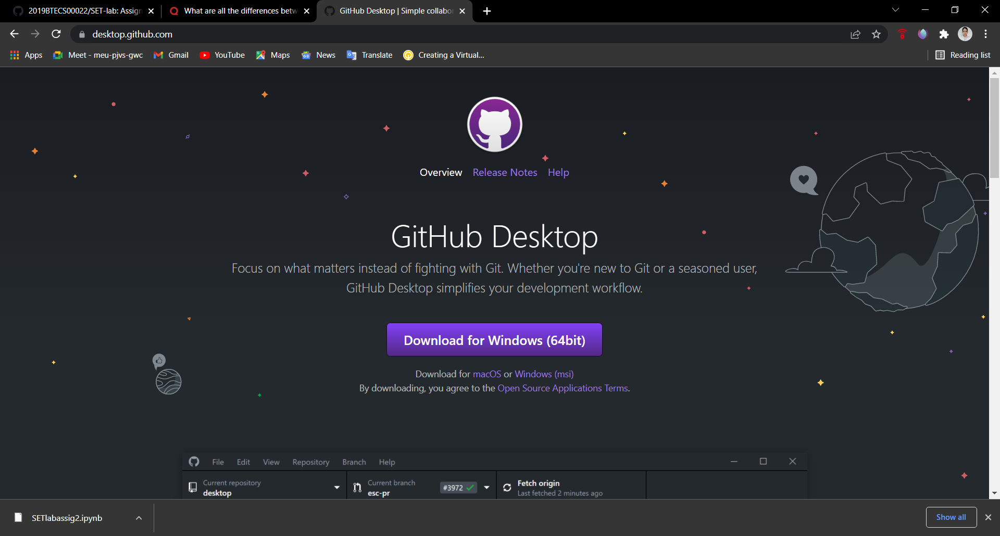 2019BTECS00022/SET-lab: Assign
What are all the differences betw
GitHub Desktop | Simple collabor
desktop.github.com
Apps
Meet - meu-pjvs-gwc
Gmail
YouTube
Maps
News
Translate
Creating a Virtual...
Reading list
Overview Release Notes Help
GitHub Desktop
Focus on what matters instead of fighting with Git. Whether you're new to Git or a seasoned user,
GitHub Desktop simplifies your development workflow.
Download for Windows (64bit)
Download for macOS or Windows (msi)
By downloading, you agree to the Open Source Applications Terms.
File Edit View Repository Branch Help
Current repository
desktop
Current branch
esc-pr
#3972
Fetch origin
Last fetched 2 minutes ago
SETlabassig2.ipynb
Show all